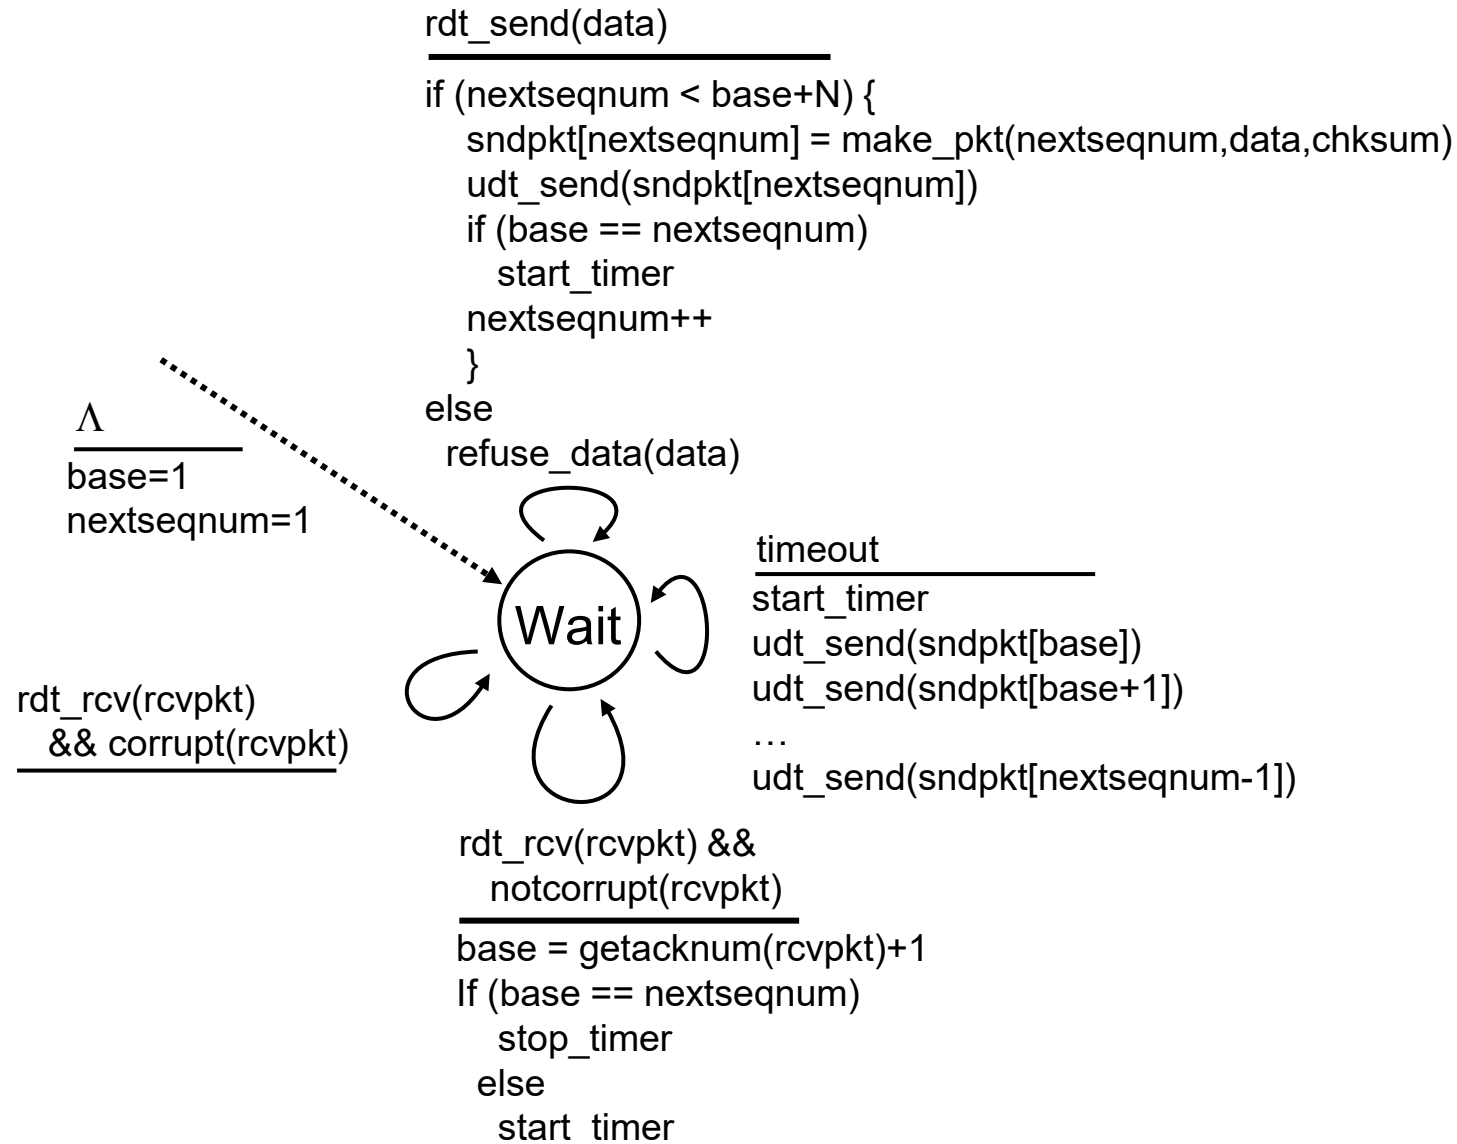 rdt_send(data)
if (nextseqnum < base+N) {
sndpkt[nextseqnum] = make_pkt(nextseqnum,data,chksum)
udt_send(sndpkt[nextseqnum])
if (base == nextseqnum)
start_timer
nextseqnum++
}
else
refuse_data(data)
Λ
base=1
nextseqnum=1
Wait
timeout
start_timer
udt_send(sndpkt[base])
udt_send(sndpkt[base+1])
…
udt_send(sndpkt[nextseqnum-1])
rdt_rcv(rcvpkt)
&& corrupt(rcvpkt)
rdt_rcv(rcvpkt) &&
notcorrupt(rcvpkt)
base = getacknum(rcvpkt)+1
If (base == nextseqnum)
stop_timer
else
start_timer